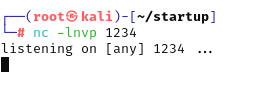 ┌──(root㉿kali)-[~/startup]
└─# nc -lnvp 1234
listening on [any] 1234 ...